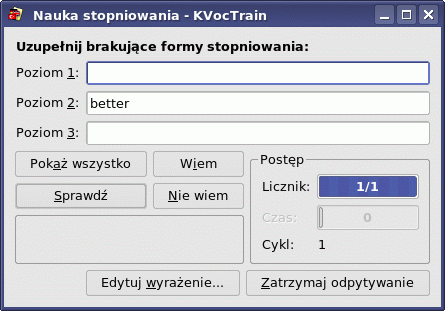 Nauka stopniowania - KVocTrain
Uzupełnij brakujące formy stopniowania:
Poziom 1:
Poziom 2: better
Poziom 3:
Pokaż wszystko Wiem
Sprawdź Nie wiem
Postęp
Licznik: 1/1
Czas: 0
Cykl: 1
Edytuj wyrażenie... Zatrzymaj odpytywanie